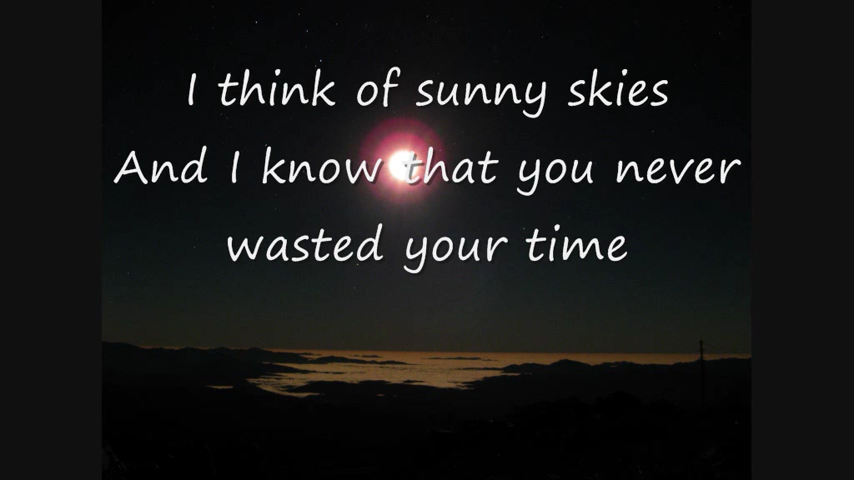 I think of sunny skies
And I know that you never
wasted your time